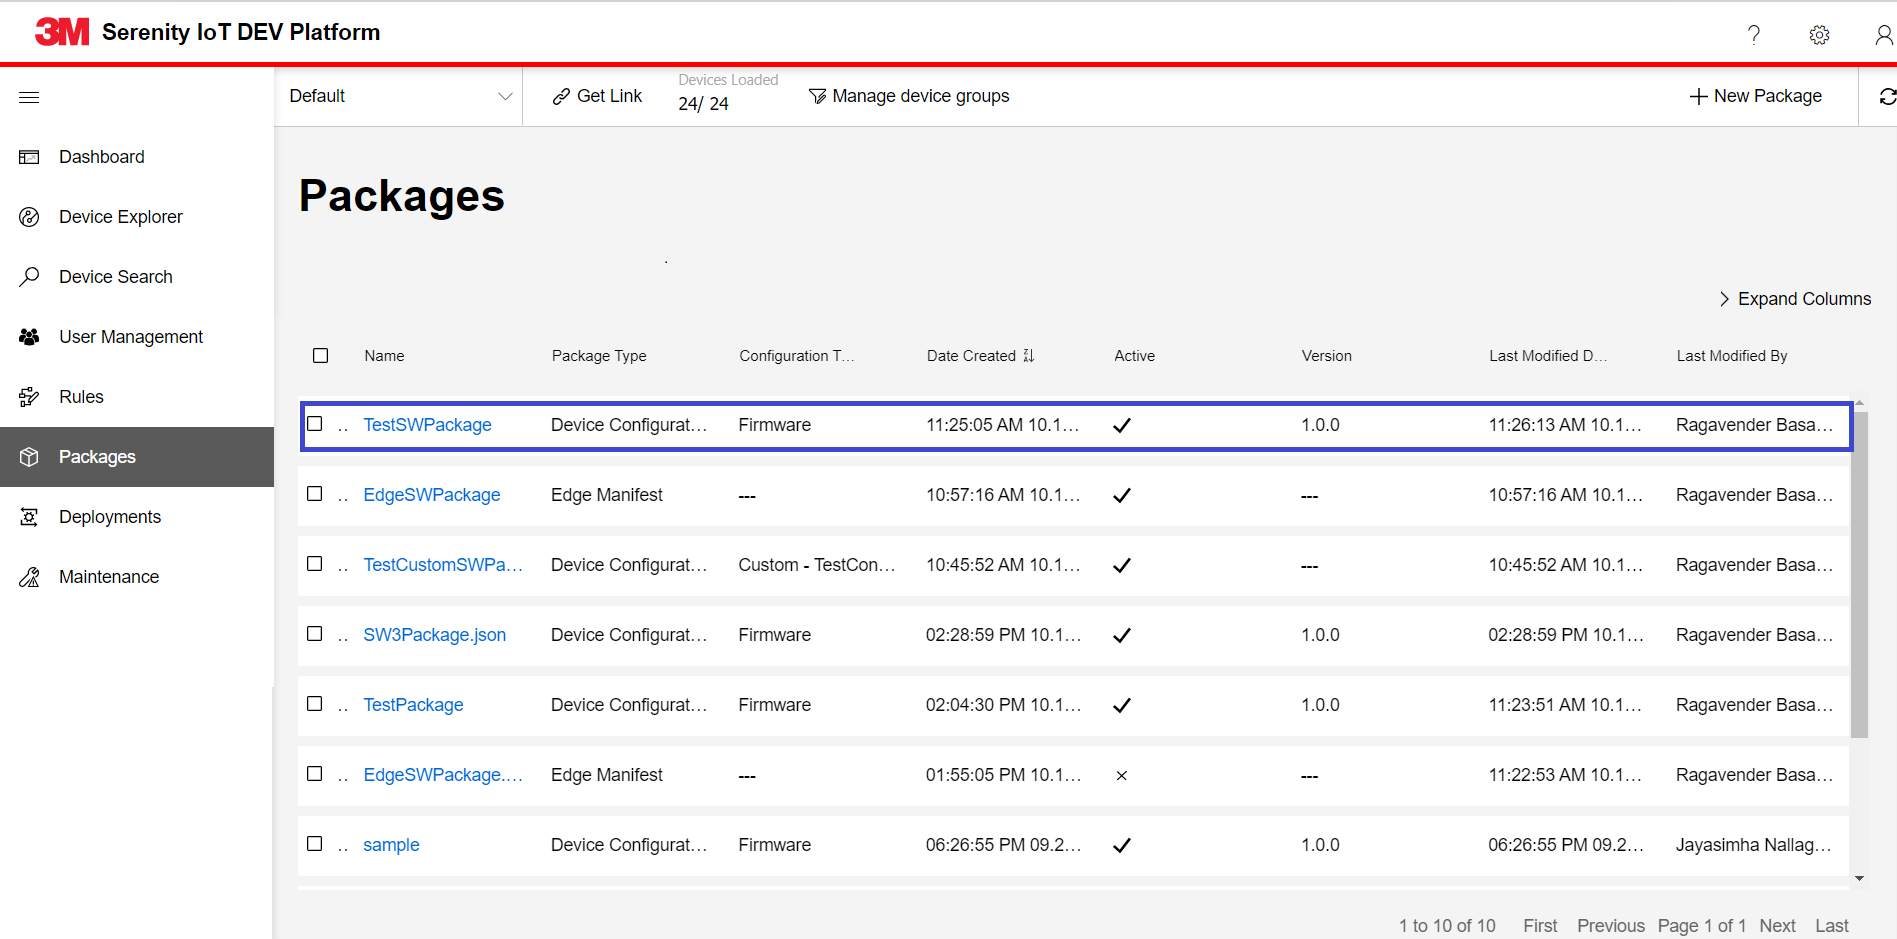 3M Serenity IoT DEV Platform
?
Default
Get Link
Devices Loaded
24/ 24
Manage device groups
New Package
Dashboard
Device Explorer
Device Search
User Management
Rules
Packages
Deployments
Maintenance
Packages
.
Expand Columns
Name Package Type Configuration T... Date Created Active Version Last Modified D... Last Modified By
.. TestSWPackage Device Configurat... Firmware 11:25:05 AM 10.1... 1.0.0 11:26:13 AM 10.1... Ragavender Basa...
.. EdgeSWPackage Edge Manifest --- 10:57:16 AM 10.1... --- 10:57:16 AM 10.1... Ragavender Basa...
.. TestCustomSWPa... Device Configurat... Custom - TestCon... 10:45:52 AM 10.1... --- 10:45:52 AM 10.1... Ragavender Basa...
.. SW3Package.json Device Configurat... Firmware 02:28:59 PM 10.1... 1.0.0 02:28:59 PM 10.1... Ragavender Basa...
.. TestPackage Device Configurat... Firmware 02:04:30 PM 10.1... 1.0.0 11:23:51 AM 10.1... Ragavender Basa...
.. EdgeSWPackage.... Edge Manifest --- 01:55:05 PM 10.1... --- 11:22:53 AM 10.1... Ragavender Basa...
.. sample Device Configurat... Firmware 06:26:55 PM 09.2... 1.0.0 06:26:55 PM 09.2... Jayasimha Nallag...
1 to 10 of 10 First Previous Page 1 of 1 Next Last